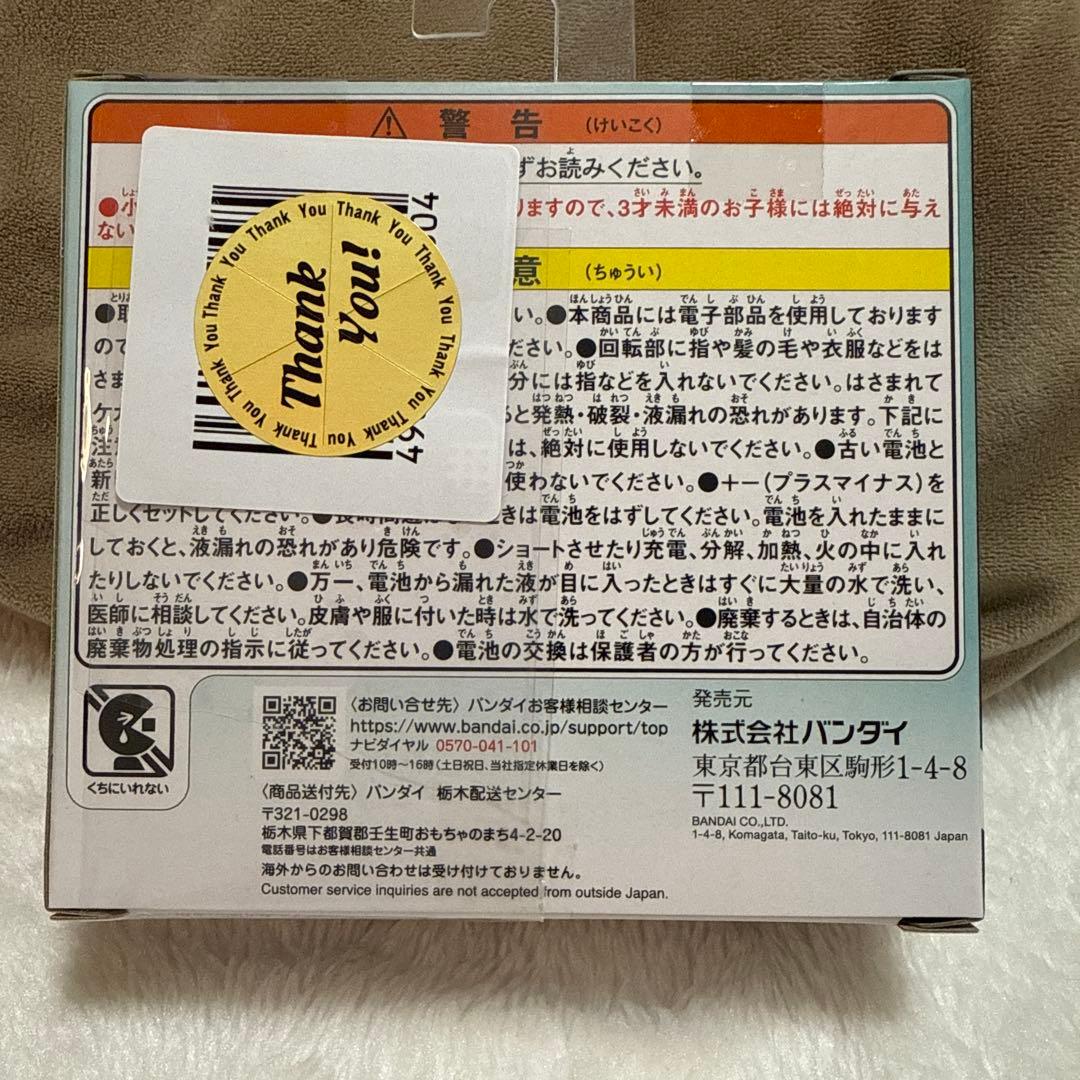 警告 (けいこく)
ずお読みください。
●小 りますので、3才未満のお子様には絶対に与え
ない
意 (ちゅうい)
い。●本商品には電子部品を使用しております
ので ださい。●回転部に指や髪の毛や衣服などをは
さま 分には指などを入れないでください。はさまれて
ケガ と発熱・破裂・液漏れの恐れがあります。下記に
注 は、絶対に使用しないでください。●古い電池と
新 使わないでください。●+-(プラスマイナス)を
正しくセットしてください。 きは電池をはずしてください。電池を入れたままに
しておくと、液漏れの恐れがあり危険です。●ショートさせたり充電、分解、加熱、火の中に入れ
たりしないでください。●万一、電池から漏れた液が目に入ったときはすぐに大量の水で洗い、
医師に相談してください。皮膚や服に付いた時は水で洗ってください。●廃棄するときは、自治体の
廃棄物処理の指示に従ってください。●電池の交換は保護者の方が行ってください。
Thank You!
Thank You Thank You Thank You Thank You Thank You Thank You Thank You
くちにいれない
〈お問い合せ先〉バンダイお客様相談センター
https://www.bandai.co.jp/support/top
ナビダイヤル 0570-041-101
受付10時〜16時(土日祝日、当社指定休業日を除く)
〈商品送付先〉バンダイ 栃木配送センター
〒321-0298
栃木県下都賀郡壬生町おもちゃのまち4-2-20
電話番号はお客様相談センター共通
海外からのお問い合わせは受け付けておりません。
Customer service inquiries are not accepted from outside Japan.
発売元
株式会社バンダイ
東京都台東区駒形1-4-8
〒111-8081
BANDAI CO.,LTD.
1-4-8, Komagata, Taito-ku, Tokyo, 111-8081 Japan